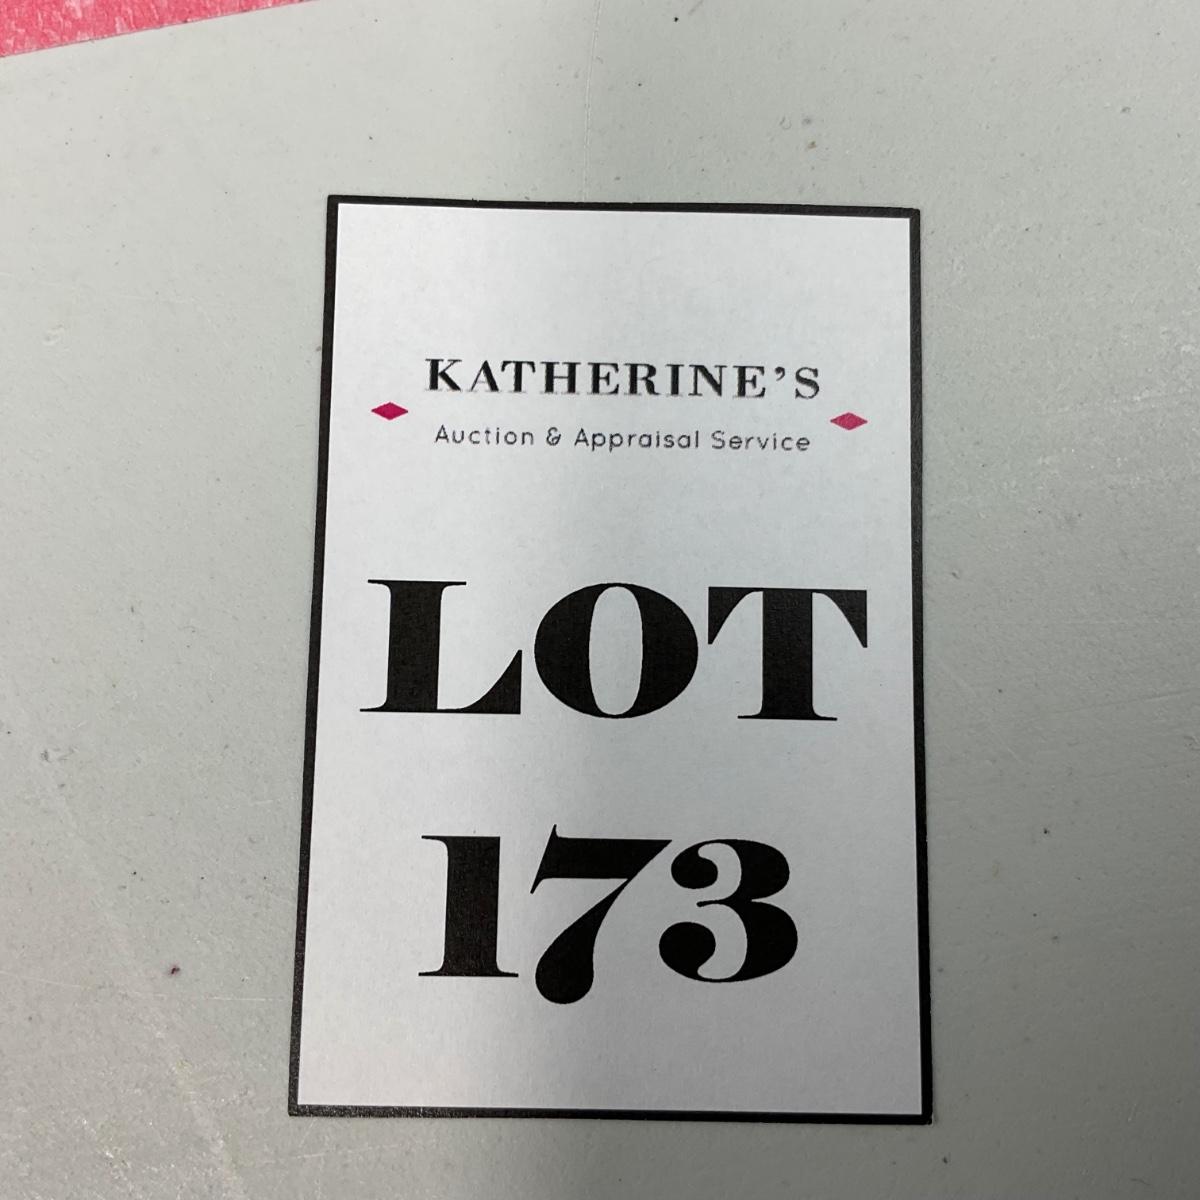 KATHERINE'S
Auction & Appraisal Service
LOT
173